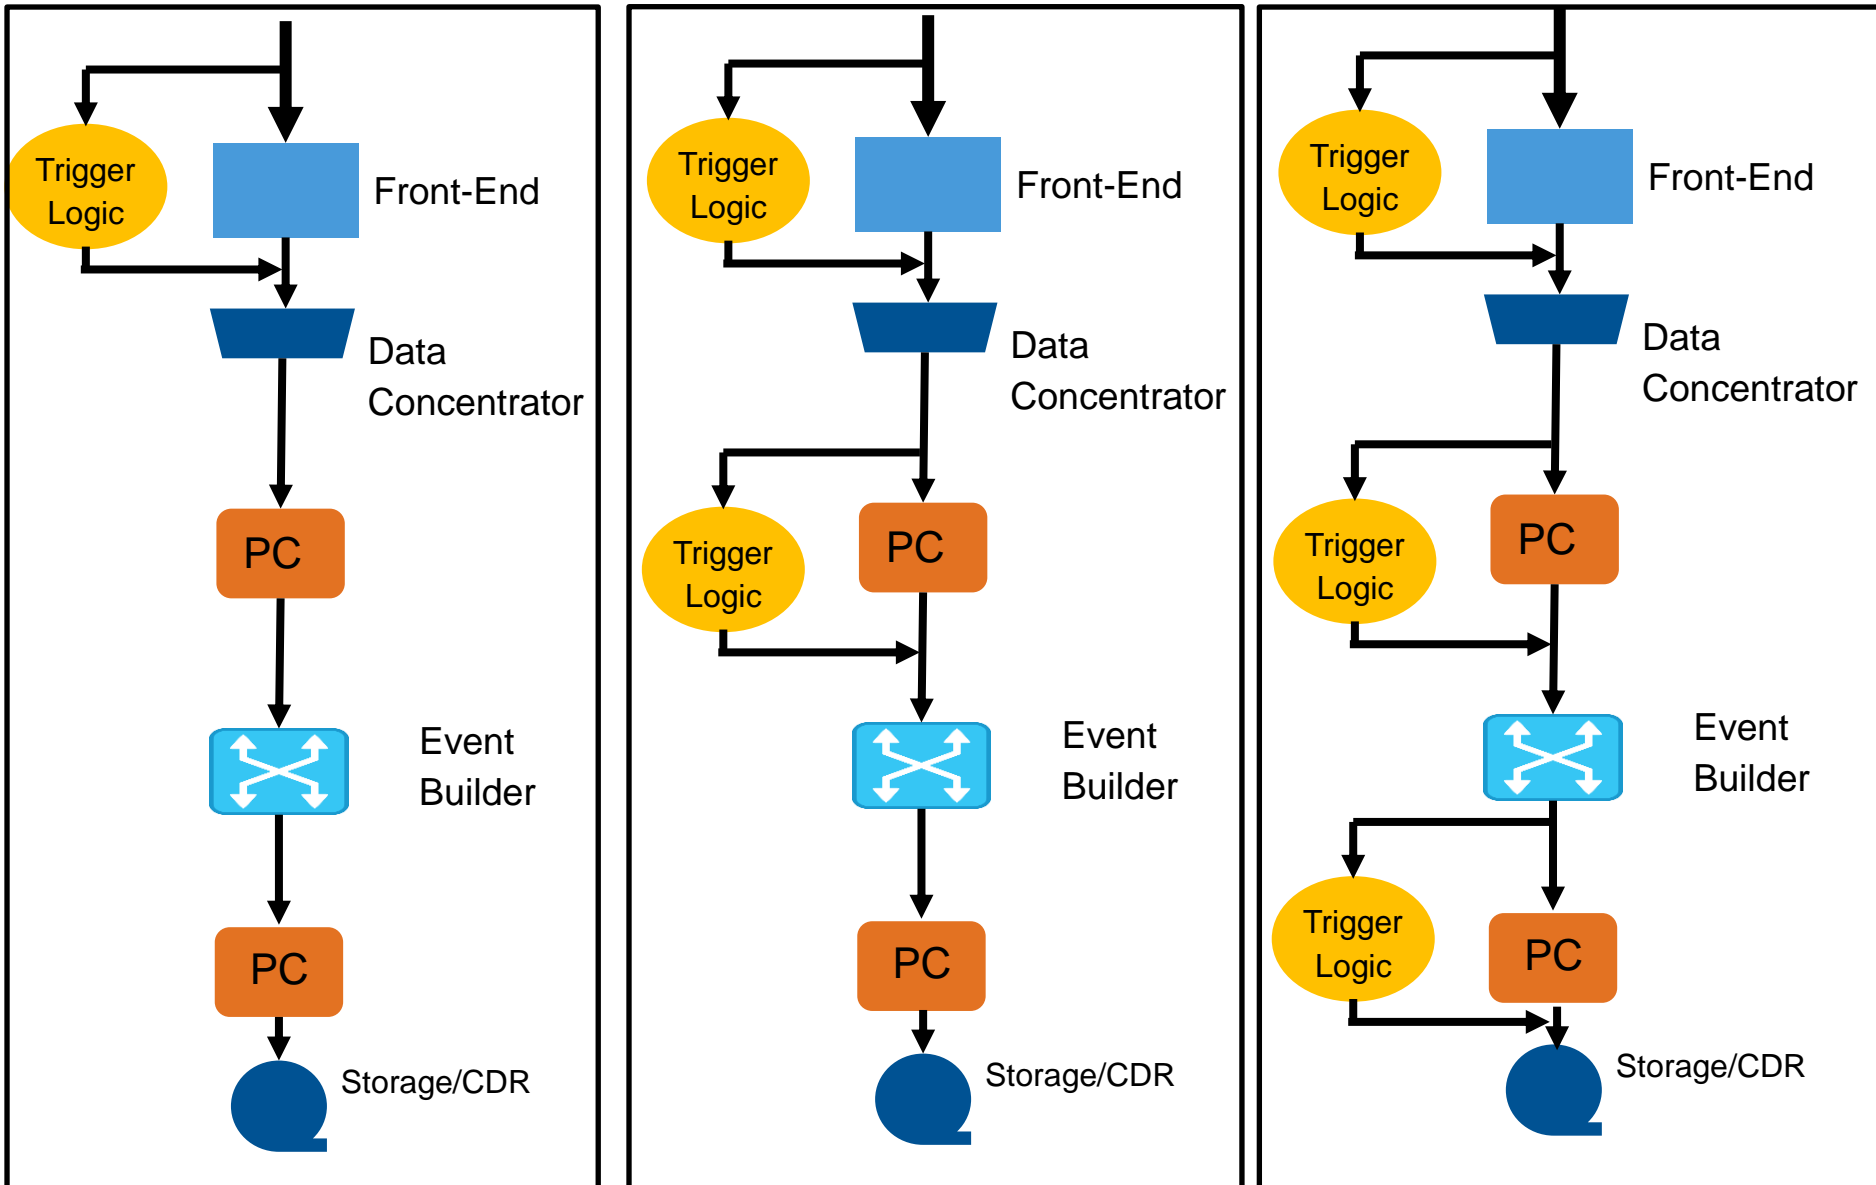 Trigger
Logic
Front-End
Data
Concentrator
PC
Event
Builder
PC
Storage/CDR
Trigger
Logic
Front-End
Data
Concentrator
Trigger
Logic
PC
Event
Builder
PC
Storage/CDR
Trigger
Logic
Front-End
Data
Concentrator
Trigger
Logic
PC
Event
Builder
Trigger
Logic
PC
Storage/CDR